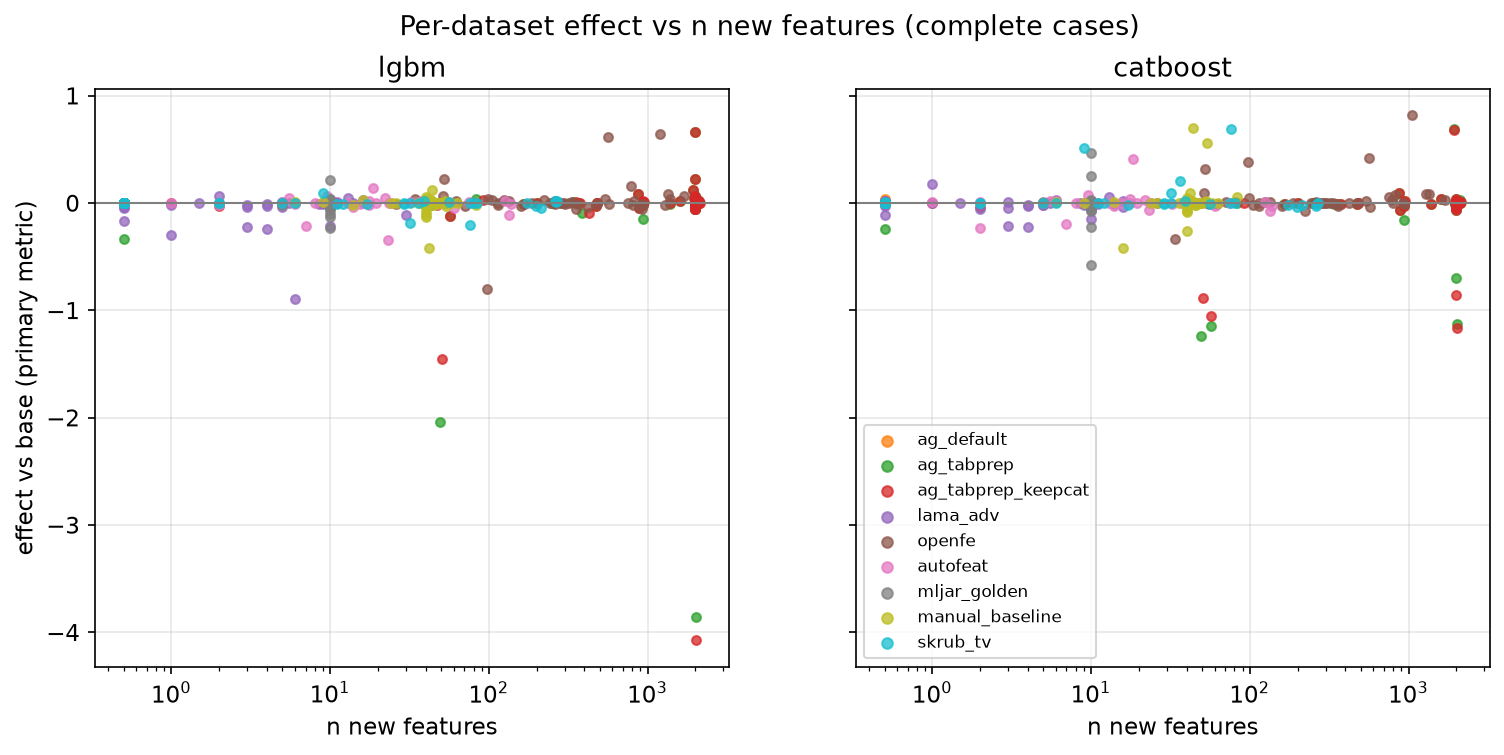 Per-dataset effect vs n new features (complete cases)
lgbm
catboost
effect vs base (primary metric)
1
0
−1
−2
−3
−4
10⁰
10¹
10²
10³
n new features
10⁰
10¹
10²
10³
n new features
ag_default
ag_tabprep
ag_tabprep_keepcat
lama_adv
openfe
autofeat
mljar_golden
manual_baseline
skrub_tv